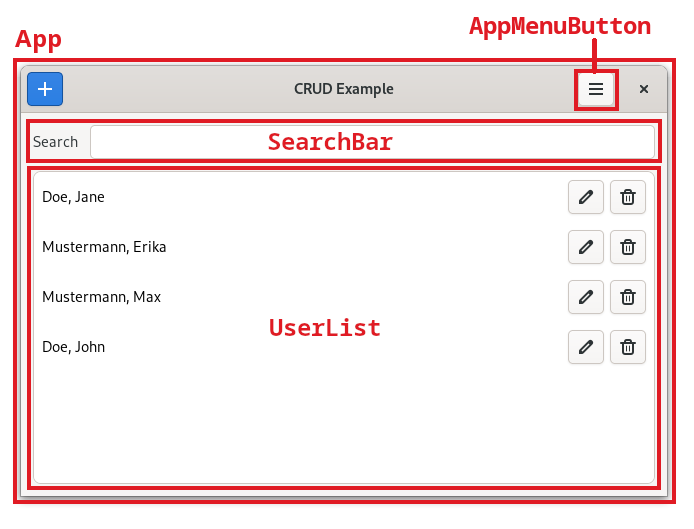 AppMenuButton
App
CRUD Example
Search
SearchBar
Doe, Jane
Mustermann, Erika
Mustermann, Max
UserList
Doe, John